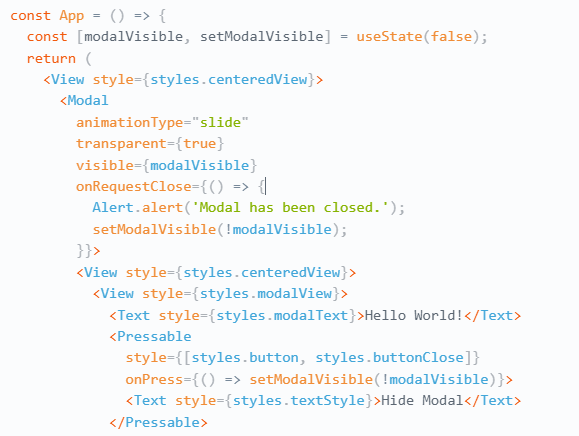 const App = () => {
  const [modalVisible, setModalVisible] = useState(false);
  return (
    <View style={styles.centeredView}>
      <Modal
        animationType="slide"
        transparent={true}
        visible={modalVisible}
        onRequestClose={() => {
          Alert.alert('Modal has been closed.');
          setModalVisible(!modalVisible);
        }}>
        <View style={styles.centeredView}>
          <View style={styles.modalView}>
            <Text style={styles.modalText}>Hello World!</Text>
            <Pressable
              style={[styles.button, styles.buttonClose]}
              onPress={() => setModalVisible(!modalVisible)}>
              <Text style={styles.textStyle}>Hide Modal</Text>
            </Pressable>